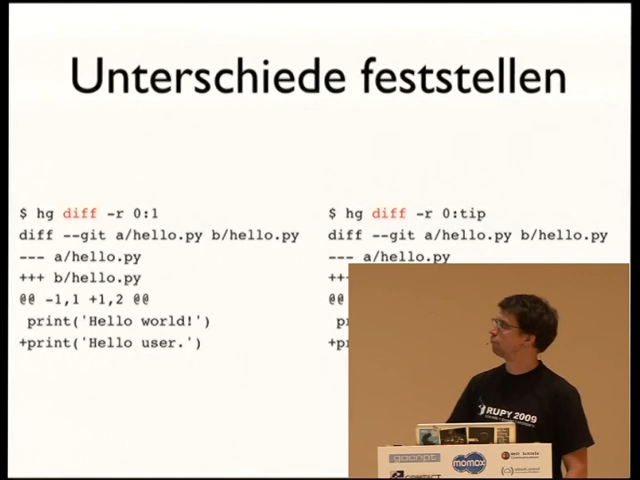 Unterschiede feststellen
$ hg diff -r 0:1
diff --git a/hello.py b/hello.py
--- a/hello.py
+++ b/hello.py
@@ -1,1 +1,2 @@
print('Hello world!')
+print('Hello user.')
$ hg diff -r 0:tip
diff --git a/hello.py b/hello.py
--- a/hello.py
+++
@@
+
RUPY 2009
momox